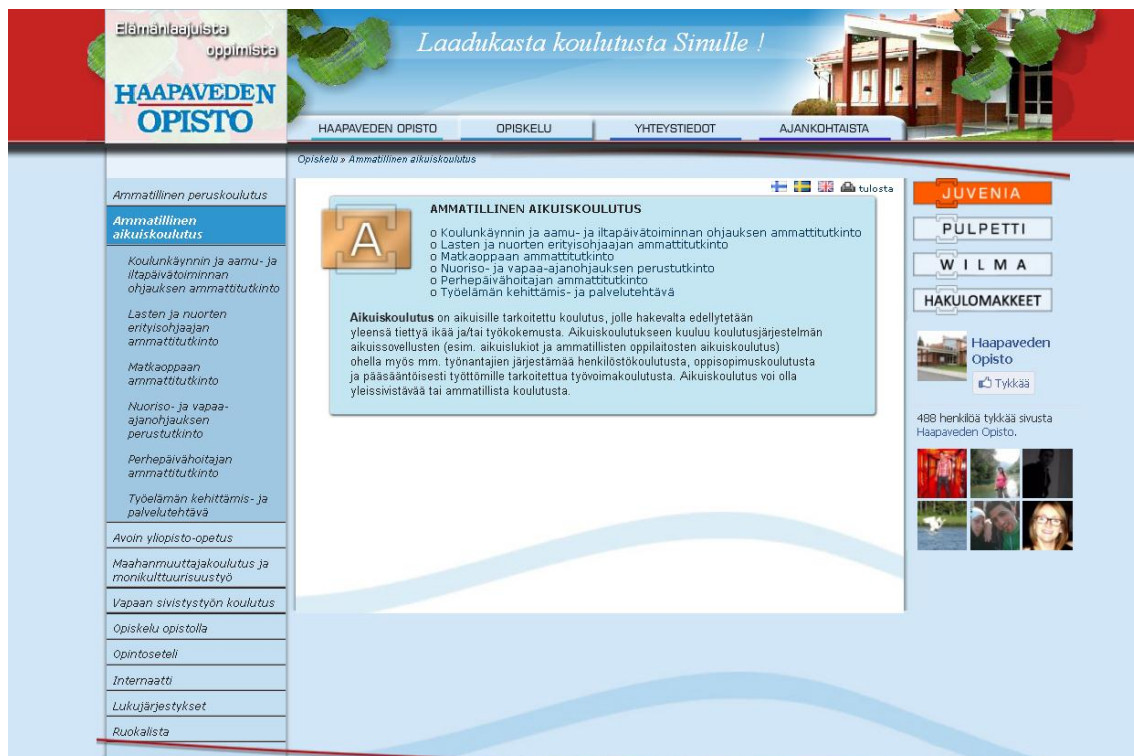 Elämänlaajuista
oppimista
HAAPAVEDEN
OPISTO
Laadukasta koulutusta Sinulle !
HAAPAVEDEN OPISTO
OPISKELU
YHTEYSTIEDOT
AJANKOHTAISTA
Opiskelu » Ammatillinen aikuiskoulutus
Ammatillinen peruskoulutus
Ammatillinen
aikuiskoulutus
Koulunkäynnin ja aamu- ja
iltapäivätoiminnan
ohjauksen ammattitutkinto
Lasten ja nuorten
erityisohjaajan
ammattitutkinto
Matkaoppaan
ammattitutkinto
Nuoriso- ja vapaa-
ajanohjauksen
perustutkinto
Perhepäivähoitajan
ammattitutkinto
Työelämän kehittämis- ja
palvelutehtävä
Avoin yliopisto-opetus
Maahanmuuttajakoulutus ja
monikulttuurisuustyö
Vapaan sivistystyön koulutus
Opiskelu opistolla
Opintoseteli
Internaatti
Lukujärjestykset
Ruokalista
tulosta
A
AMMATILLINEN AIKUISKOULUTUS
o Koulunkäynnin ja aamu- ja iltapäivätoiminnan ohjauksen ammattitutkinto
o Lasten ja nuorten erityisohjaajan ammattitutkinto
o Matkaoppaan ammattitutkinto
o Nuoriso- ja vapaa-ajanohjauksen perustutkinto
o Perhepäivähoitajan ammattitutkinto
o Työelämän kehittämis- ja palvelutehtävä
Aikuiskoulutus on aikuisille tarkoitettu koulutus, jolle hakevalta edellytetään
yleensä tiettyä ikää ja/tai työkokemusta. Aikuiskoulutukseen kuuluu koulutusjärjestelmän
aikuissovellusten (esim. aikuislukiot ja ammatillisten oppilaitosten aikuiskoulutus)
ohella myös mm. työnantajien järjestämää henkilöstökoulutusta, oppisopimuskoulutusta
ja pääsääntöisesti työttömille tarkoitettua työvoimakoulutusta. Aikuiskoulutus voi olla
yleissivistävää tai ammatillista koulutusta.
JUVENIA
PULPETTI
WILMA
HAKULOMAKKEET
Haapaveden
Opisto
Tykkää
488 henkilöä tykkää sivusta
Haapaveden Opisto.